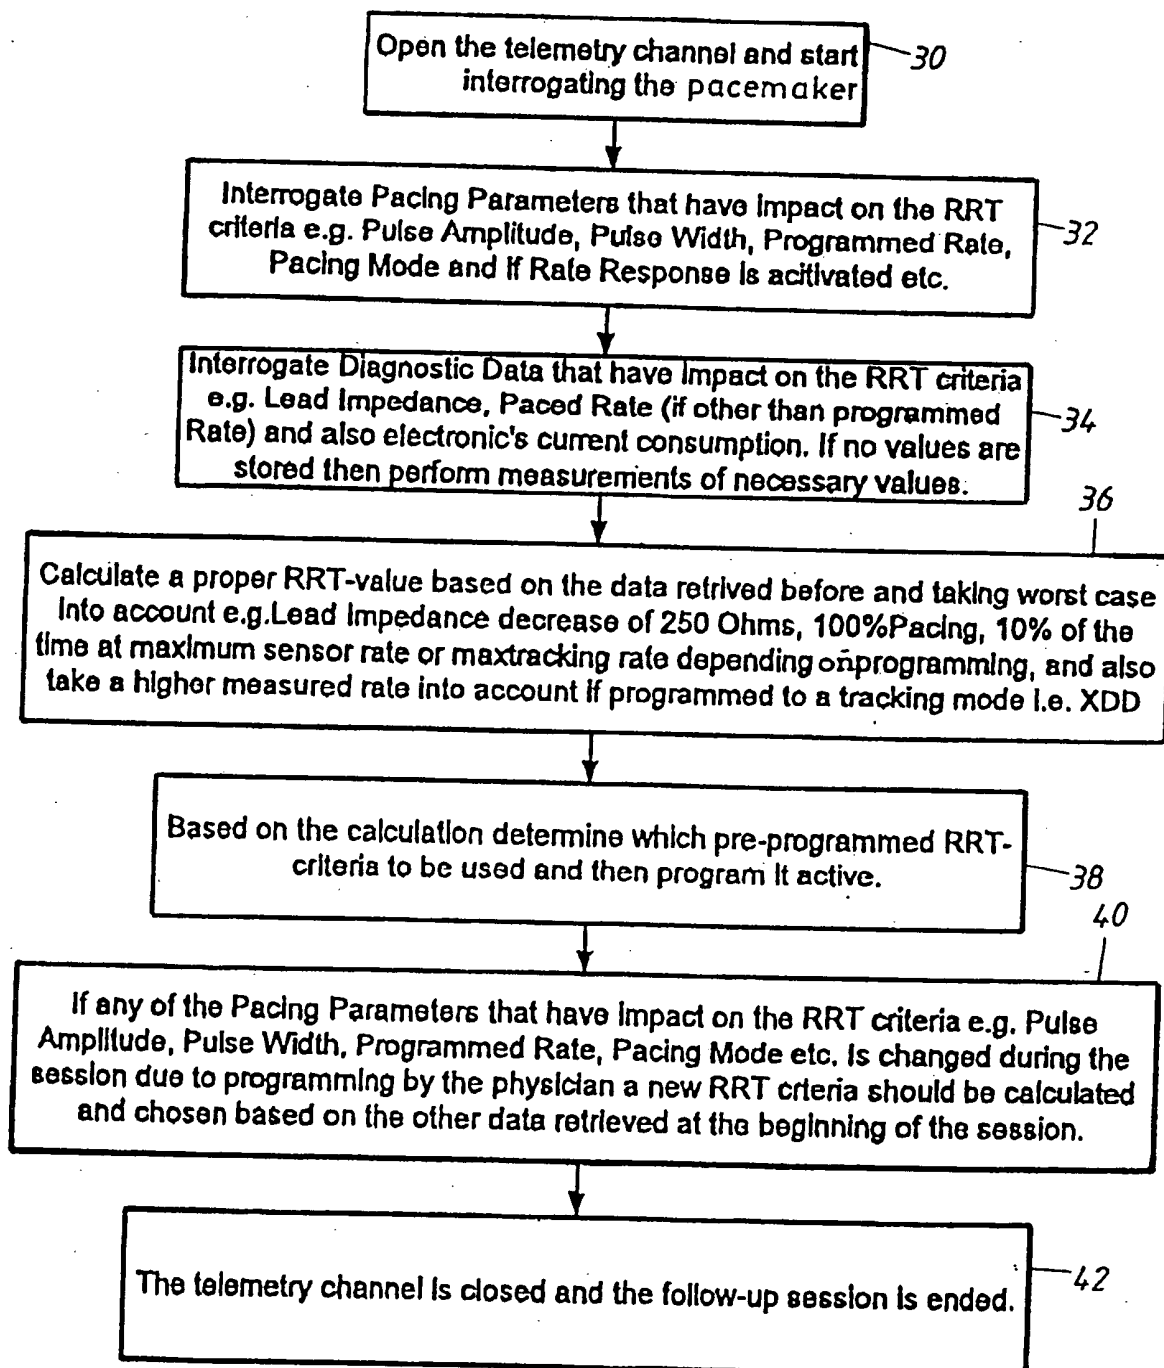 Open the telemetry channel and start
interrogating the pacemaker
30
Interrogate Pacing Parameters that have impact on the RRT
criteria e.g. Pulse Amplitude, Pulse Width, Programmed Rate,
Pacing Mode and if Rate Response is acitivated etc.
32
Interrogate Diagnostic Data that have impact on the RRT criteria
e.g. Lead Impedance, Paced Rate (if other than programmed
Rate) and also electronic's current consumption. If no values are
stored then perform measurements of necessary values.
34
36
Calculate a proper RRT-value based on the data retrived before and taking worst case
into account e.g.Lead Impedance decrease of 250 Ohms, 100%Pacing, 10% of the
time at maximum sensor rate or maxtracking rate depending onprogramming, and also
take a higher measured rate into account if programmed to a tracking mode i.e. XDD
Based on the calculation determine which pre-programmed RRT-
criteria to be used and then program it active.
38
40
If any of the Pacing Parameters that have impact on the RRT criteria e.g. Pulse
Amplitude, Pulse Width, Programmed Rate, Pacing Mode etc. is changed during the
session due to programming by the physician a new RRT crteria should be calculated
and chosen based on the other data retrieved at the beginning of the session.
The telemetry channel is closed and the follow-up session is ended.
42